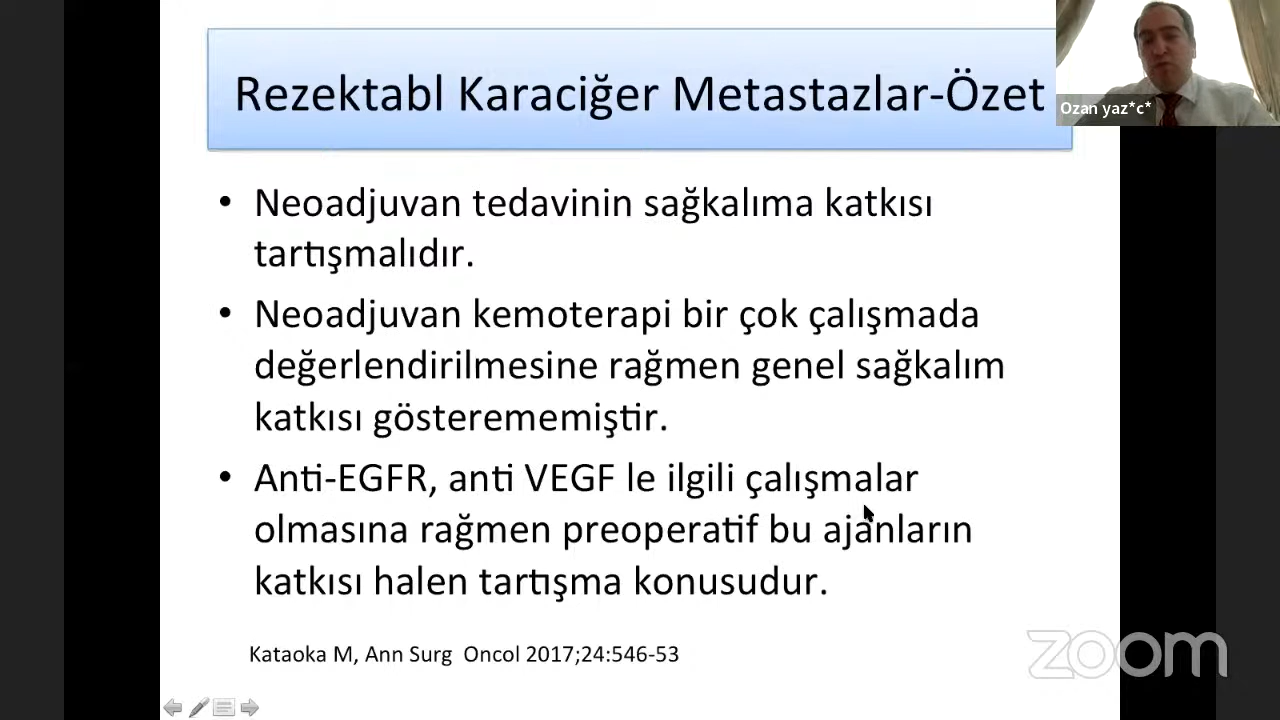 Rezektabl Karaciğer Metastazlar-Özet
Ozan yaz*c*
• Neoadjuvan tedavinin sağkalıma katkısı
tartışmalıdır.
• Neoadjuvan kemoterapi bir çok çalışmada
değerlendirilmesine rağmen genel sağkalım
katkısı gösterememiştir.
• Anti-EGFR, anti VEGF le ilgili çalışmalar
olmasına rağmen preoperatif bu ajanların
katkısı halen tartışma konusudur.
Kataoka M, Ann Surg Oncol 2017;24:546-53
zoom